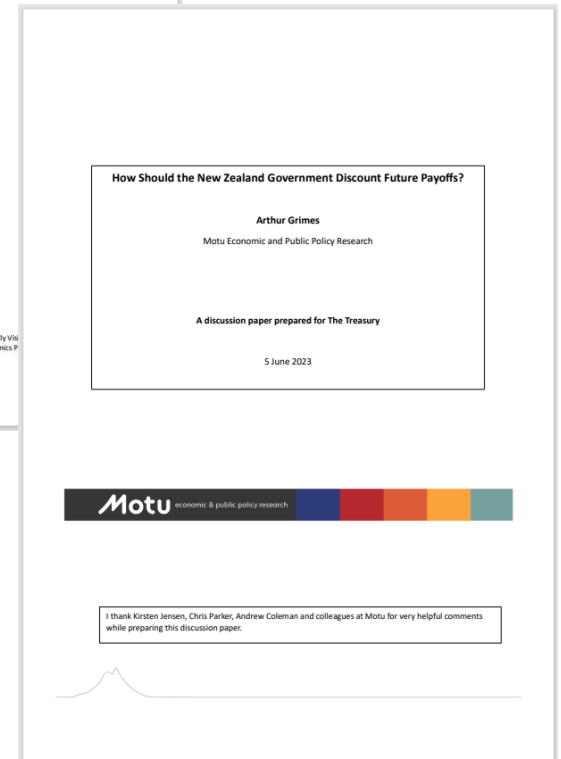 How Should the New Zealand Government Discount Future Payoffs?
Arthur Grimes
Motu Economic and Public Policy Research
A discussion paper prepared for The Treasury
5 June 2023
Motu economic & public policy research
I thank Kirsten Jensen, Chris Parker, Andrew Coleman and colleagues at Motu for very helpful comments
while preparing this discussion paper.